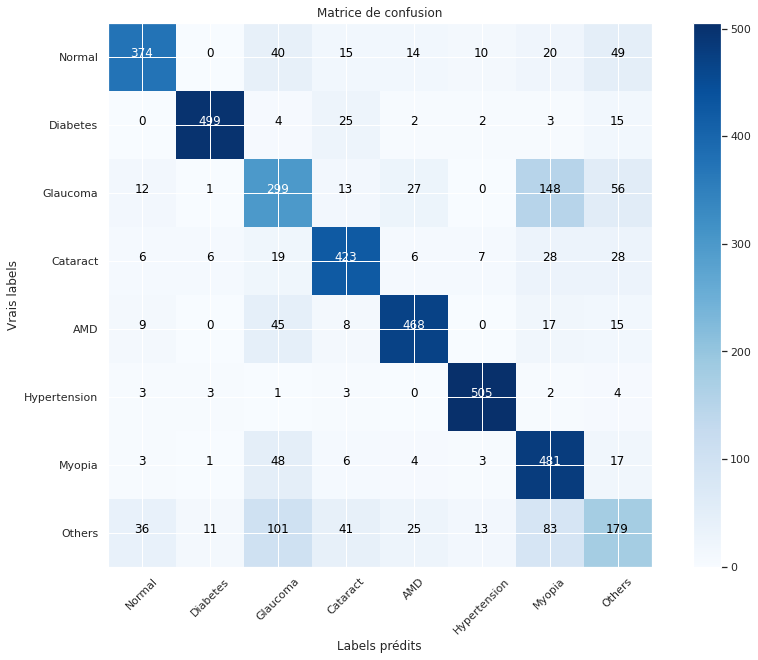 Matrice de confusion
Normal 374 0 40 15 14 10 20 49
Diabetes 0 499 4 25 2 2 3 15
Glaucoma 12 1 299 13 27 0 148 56
Cataract 6 6 19 423 6 7 28 28
AMD 9 0 45 8 468 0 17 15
Hypertension 3 3 1 3 0 505 2 4
Myopia 3 1 48 6 4 3 481 17
Others 36 11 101 41 25 13 83 179
Normal Diabetes Glaucoma Cataract AMD Hypertension Myopia Others
Labels prédits
Vrais labels
500
400
300
200
100
0